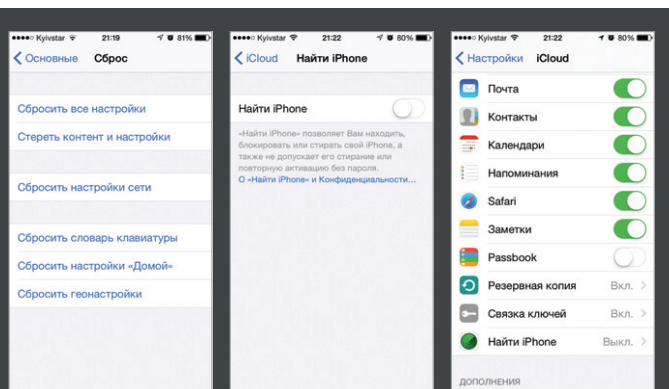 Kyivstar 21:19 81%
Основные Сброс
Сбросить все настройки
Стереть контент и настройки
Сбросить настройки сети
Сбросить словарь клавиатуры
Сбросить настройки «Домой»
Сбросить геонастройки
Kyivstar 21:22 80%
iCloud Найти iPhone
Найти iPhone
«Найти iPhone» позволяет Вам находить,
блокировать или стирать свой iPhone, а
также не допускает его стирание или
повторную активацию без пароля.
О «Найти iPhone» и Конфиденциальности...
Kyivstar 21:22 80%
Настройки iCloud
Почта
Контакты
Календари
Напоминания
Safari
Заметки
Passbook
Резервная копия Вкл.
Связка ключей Вкл.
Найти iPhone Выкл.
ДОПОЛНЕНИЯ